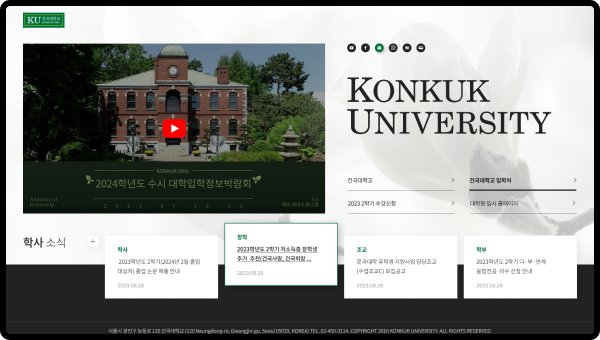 KU 건국대학교
KONKUK UNIV.
2024학년도 수시 대학입학정보박람회
A history of
leadership
KONKUK
UNIVERSITY
건국대학교
건국대학교 입학처
2023 2학기 수강신청
대학원 임시 홈페이지
학사 소식
+
학사
2023학년도 2학기(2024년 2월 졸업
대상자) 졸업 논문 제출 안내
2023.08.28
장학
2023학년도 2학기 저소득층 장학생
추가 추천(건국사랑, 건국희망 ...
2023.08.28
조교
문과대학 유학생 지원사업 담당조교
(수업조교C) 모집공고
2023.08.28
학부
2023학년도 2학기 다·부·연계
융합전공 이수 신청 안내
2023.08.28
서울시 광진구 능동로 120 건국대학교 (120 Neungdong-ro, Gwangjin-gu, Seoul 05029, KOREA) TEL. 02-450-3114. COPYRIGHT 2016 KONKUK UNIVERSITY. ALL RIGHTS RESERVED.